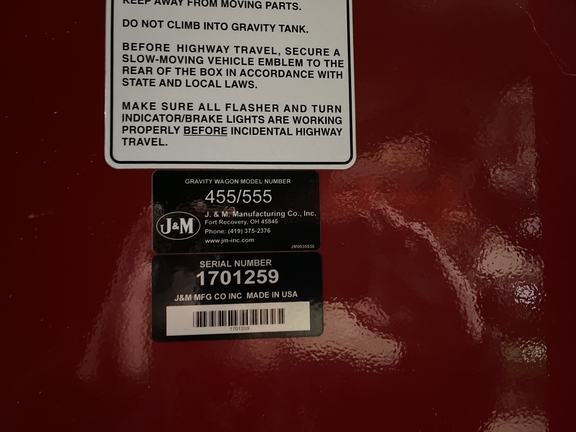 KEEP AWAY FROM MOVING PARTS.
DO NOT CLIMB INTO GRAVITY TANK.
BEFORE HIGHWAY TRAVEL, SECURE A
SLOW-MOVING VEHICLE EMBLEM TO THE
REAR OF THE BOX IN ACCORDANCE WITH
STATE AND LOCAL LAWS.
MAKE SURE ALL FLASHER AND TURN
INDICATOR/BRAKE LIGHTS ARE WORKING
PROPERLY BEFORE INCIDENTAL HIGHWAY
TRAVEL.
GRAVITY WAGON MODEL NUMBER
455/555
J&M
J. & M. Manufacturing Co., Inc.
Fort Recovery, OH 45846
Phone: (419) 375-2376
www.jm-inc.com
SERIAL NUMBER
1701259
J&M MFG CO INC MADE IN USA
1701259